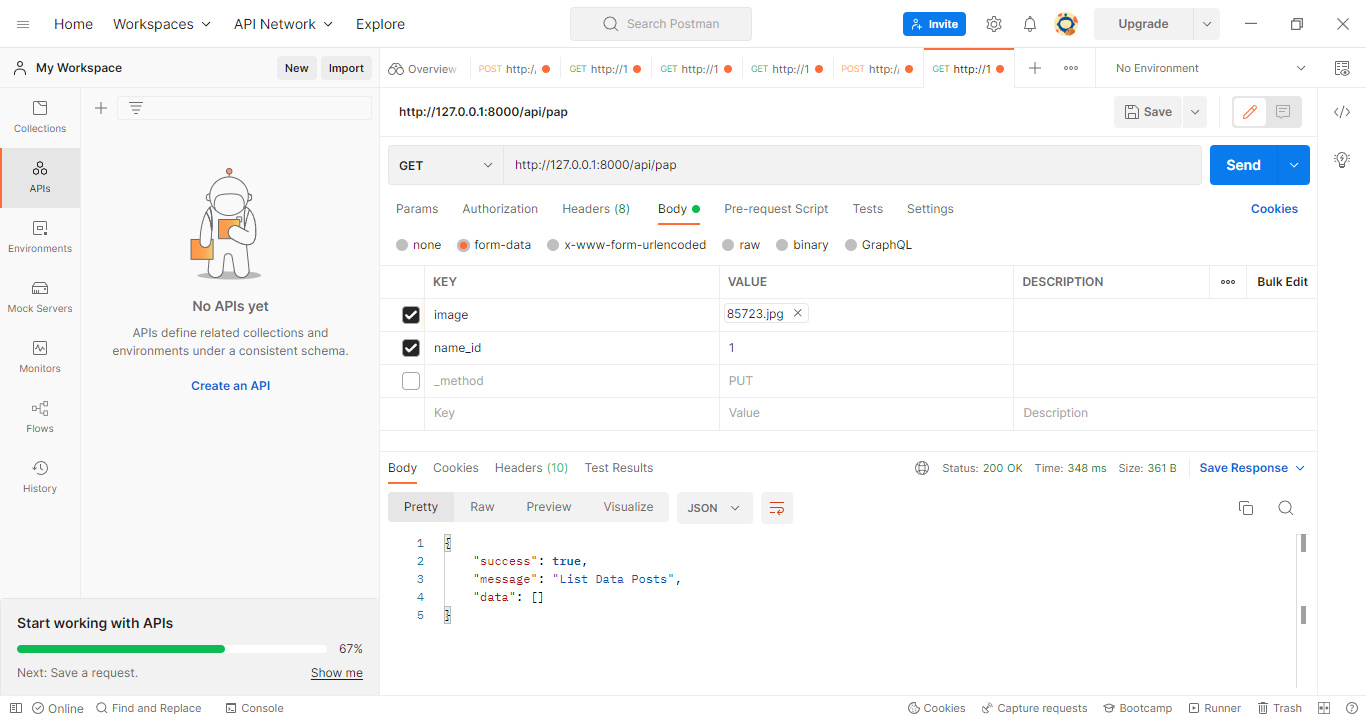 Home Workspaces API Network Explore Search Postman Invite Upgrade
My Workspace New Import Overview POST http:/, GET http://1 GET http://1 GET http://1 POST http:/, GET http://1 No Environment
Collections
APIs
Environments
Mock Servers
Monitors
Flows
History
No APIs yet
APIs define related collections and
environments under a consistent schema.
Create an API
Start working with APIs
67%
Next: Save a request. Show me
http://127.0.0.1:8000/api/pap Save
GET http://127.0.0.1:8000/api/pap Send
Params Authorization Headers (8) Body Pre-request Script Tests Settings Cookies
none form-data x-www-form-urlencoded raw binary GraphQL
KEY VALUE DESCRIPTION Bulk Edit
image 85723.jpg
name_id 1
_method PUT
Key Value Description
Body Cookies Headers (10) Test Results Status: 200 OK Time: 348 ms Size: 361 B Save Response
Pretty Raw Preview Visualize JSON
1 {
2 "success": true,
3 "message": "List Data Posts",
4 "data": []
5 }
Online Find and Replace Console Cookies Capture requests Bootcamp Runner Trash